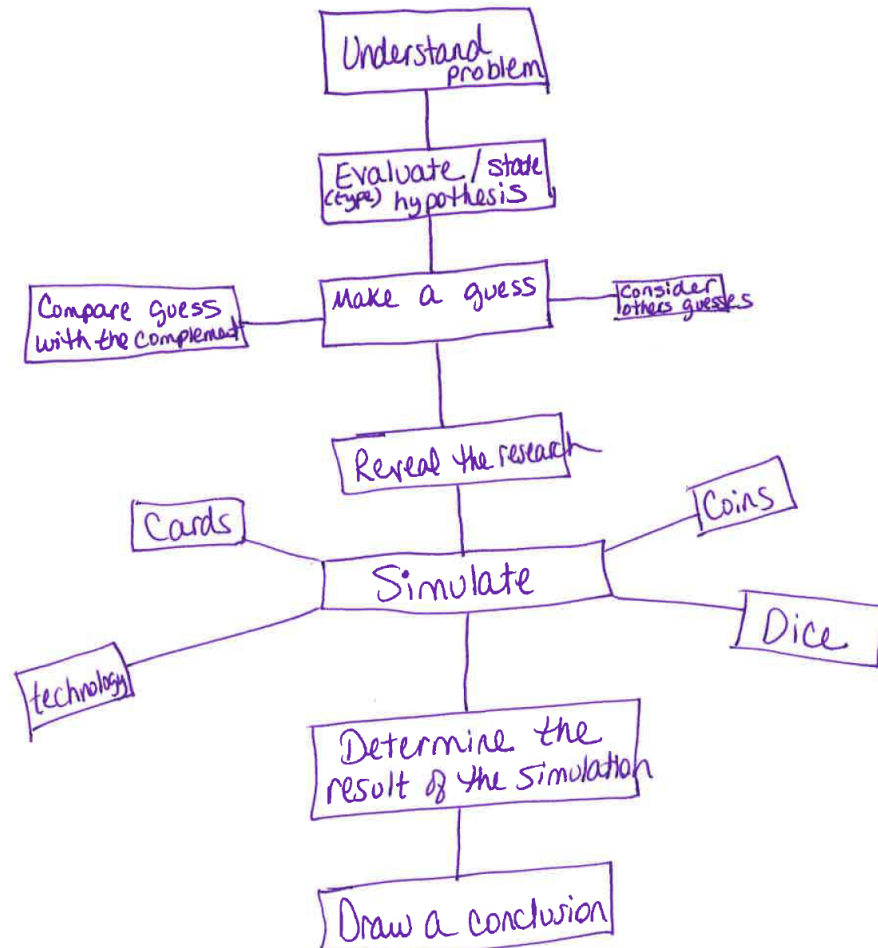 Understand
problem
Evaluate / state
(type) hypothesis
Make a guess
Compare guess
with the complement
Consider
others guesses
Reveal the research
Cards
Coins
Simulate
Dice
technology
Determine the
result of the simulation
Draw a conclusion